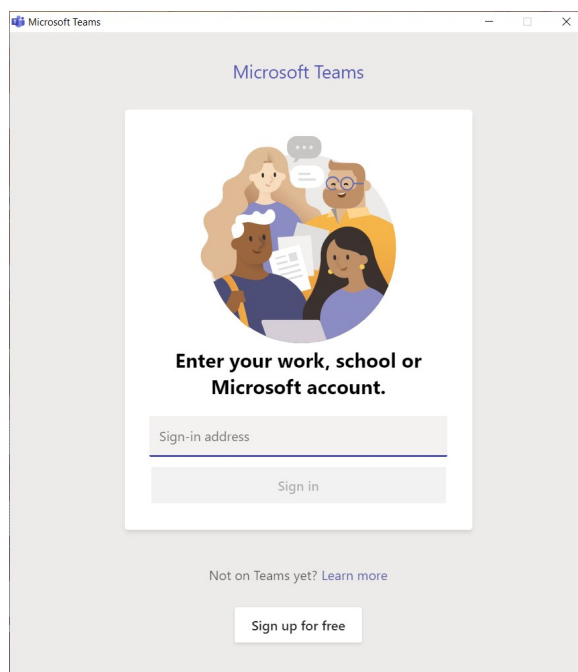 Microsoft Teams
Microsoft Teams
Enter your work, school or
Microsoft account.
Sign-in address
Sign in
Not on Teams yet? Learn more
Sign up for free